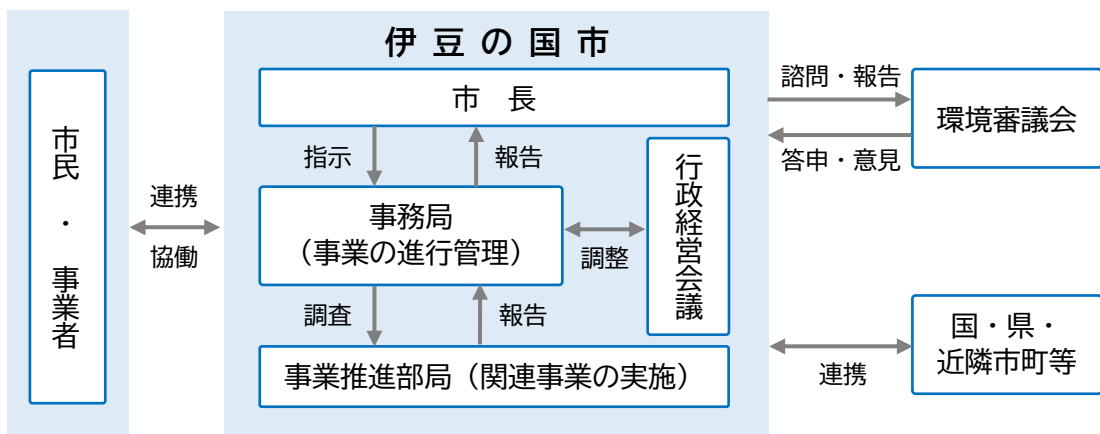 伊豆の国市
市民・事業者
連携
協働
市長
指示
報告
事務局
（事業の進行管理）
調整
行政経営会議
調査
報告
事業推進部局（関連事業の実施）
諮問・報告
答申・意見
環境審議会
連携
国・県・
近隣市町等